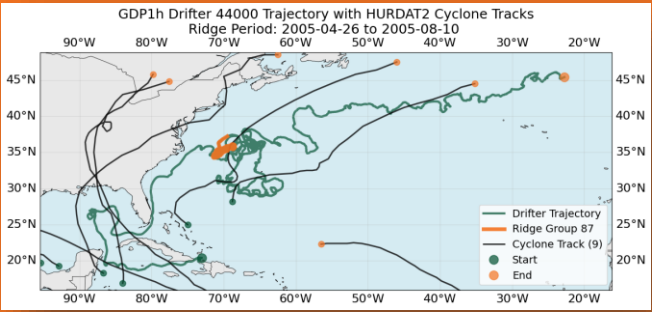 GDP1h Drifter 44000 Trajectory with HURDAT2 Cyclone Tracks
Ridge Period: 2005-04-26 to 2005-08-10
90°W 80°W 70°W 60°W 50°W 40°W 30°W 20°W
45°N 45°N
40°N 40°N
35°N 35°N
30°N 30°N
25°N 25°N
20°N 20°N
Drifter Trajectory
Ridge Group 87
Cyclone Track (9)
Start
End
90°W 80°W 70°W 60°W 50°W 40°W 30°W 20°W